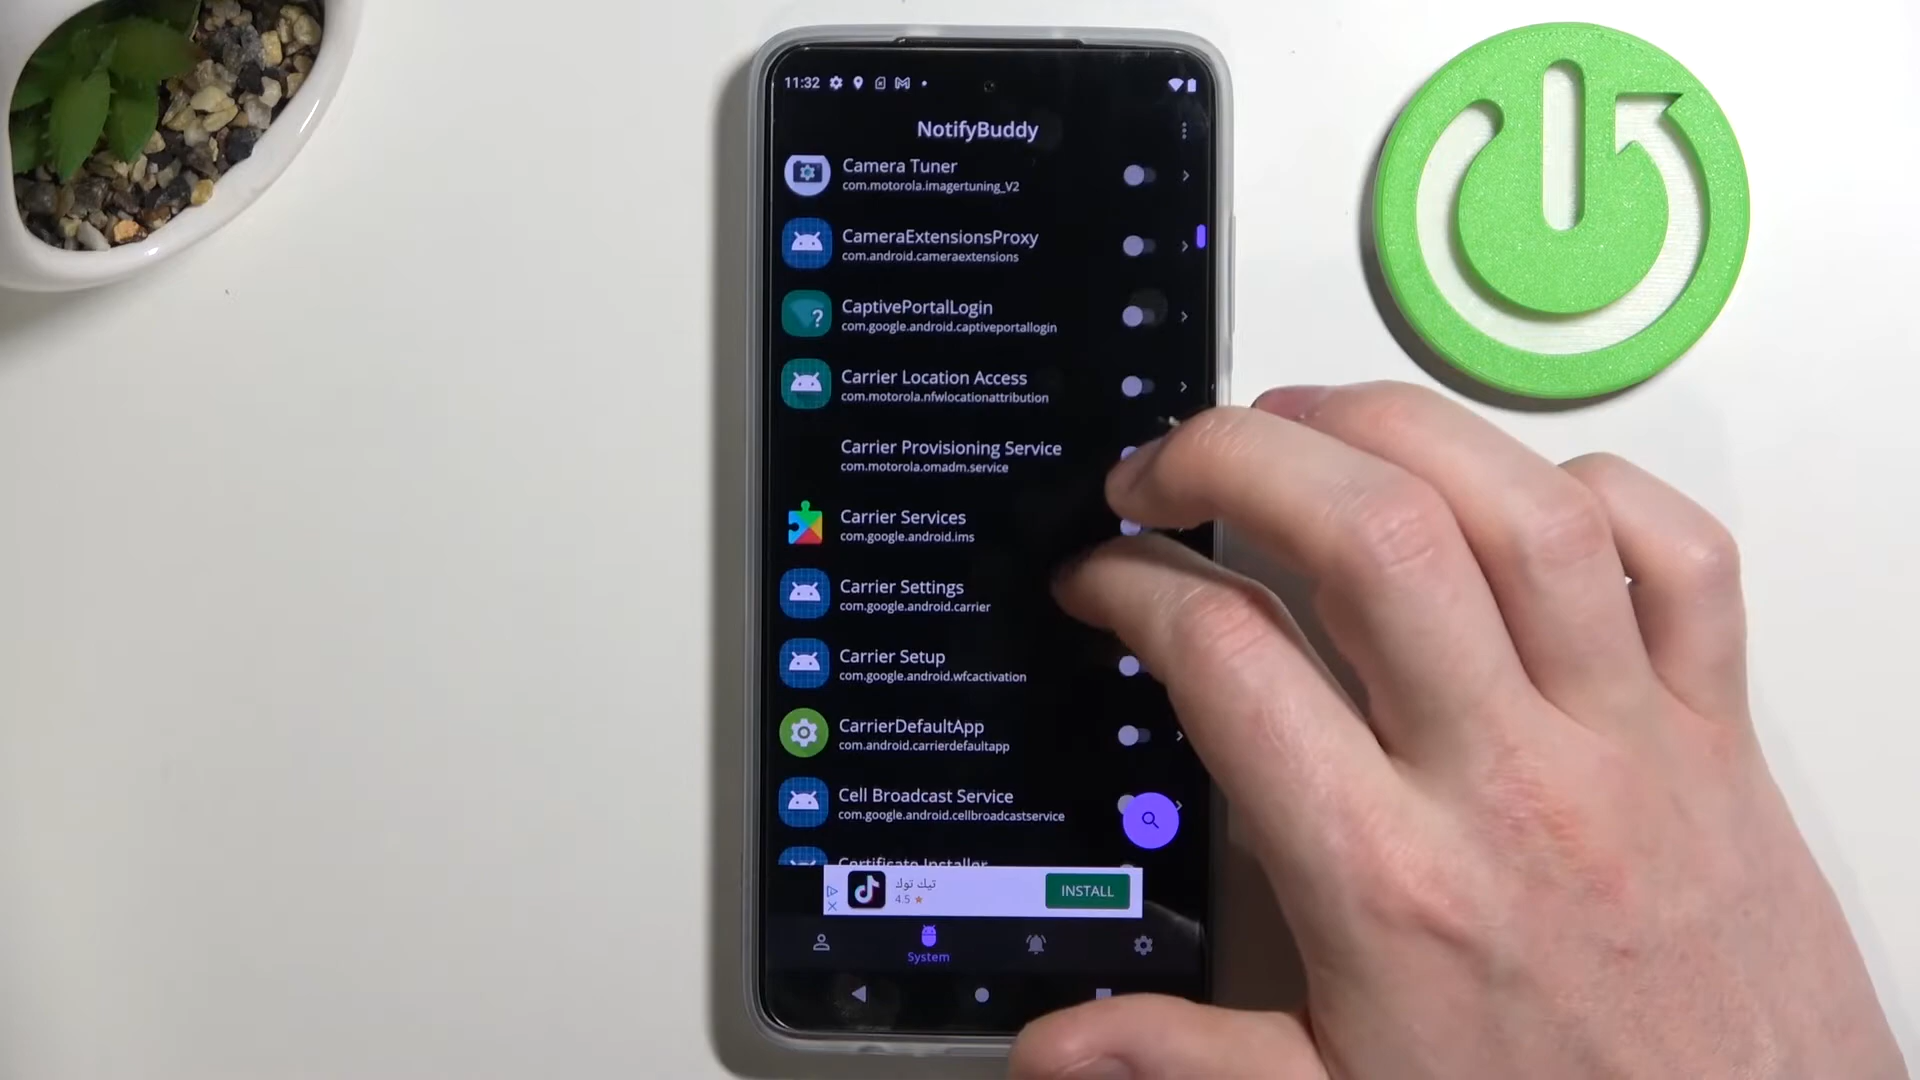 11:32
NotifyBuddy
Camera Tuner
com.motorola.imagertuning_V2
CameraExtensionsProxy
com.android.cameraextensions
CaptivePortalLogin
com.google.android.captiveportallogin
Carrier Location Access
com.motorola.nfwlocationattribution
Carrier Provisioning Service
com.motorola.omadm.service
Carrier Services
com.google.android.ims
Carrier Settings
com.google.android.carrier
Carrier Setup
com.google.android.wfcactivation
CarrierDefaultApp
com.android.carrierdefaultapp
Cell Broadcast Service
com.google.android.cellbroadcastservice
Certificate Installer
تيك توك
4.5 ★
INSTALL
System